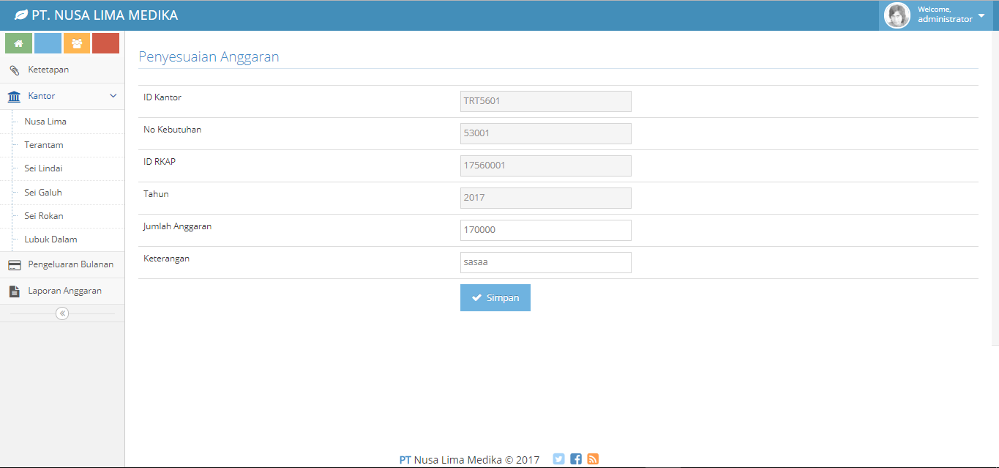 PT. NUSA LIMA MEDIKA
Welcome,
administrator
Ketetapan
Kantor
Nusa Lima
Terantam
Sei Lindai
Sei Galuh
Sei Rokan
Lubuk Dalam
Pengeluaran Bulanan
Laporan Anggaran
Penyesuaian Anggaran
ID Kantor TRT5601
No Kebutuhan 53001
ID RKAP 17560001
Tahun 2017
Jumlah Anggaran 170000
Keterangan sasaa
Simpan
PT Nusa Lima Medika © 2017